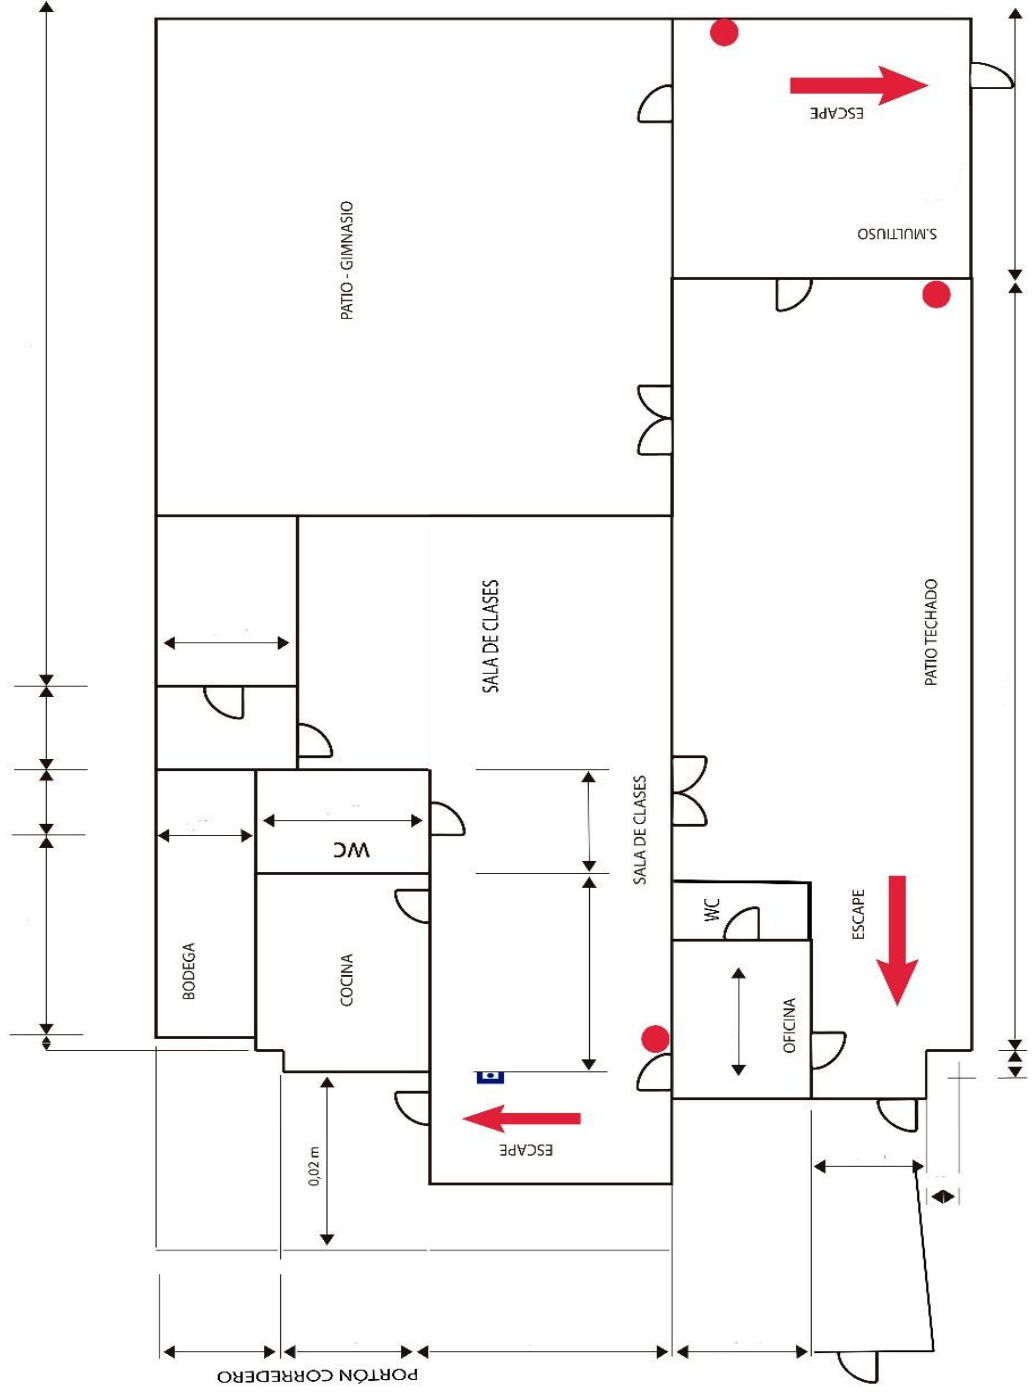 ESCAPE
S.MULTIUSO
PATIO - GIMNASIO
SALA DE CLASES
PATIO TECHADO
SALA DE CLASES
WC
WC
ESCAPE
BODEGA
COCINA
OFICINA
ESCAPE
0,02 m
PORTÓN CORREDERO